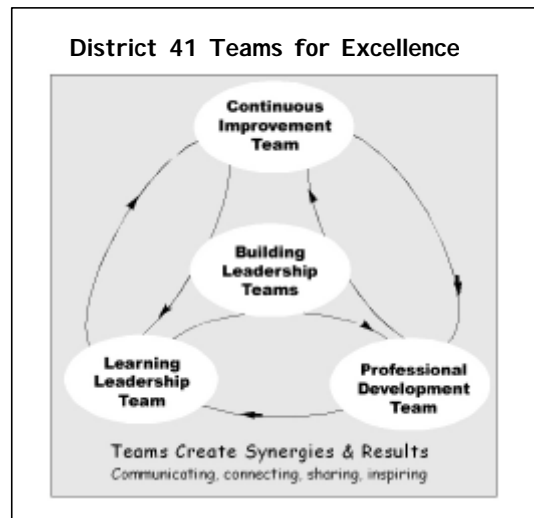 District 41 Teams for Excellence
Continuous
Improvement
Team
Building
Leadership
Teams
Learning
Leadership
Team
Professional
Development
Team
Teams Create Synergies & Results
Communicating, connecting, sharing, inspiring